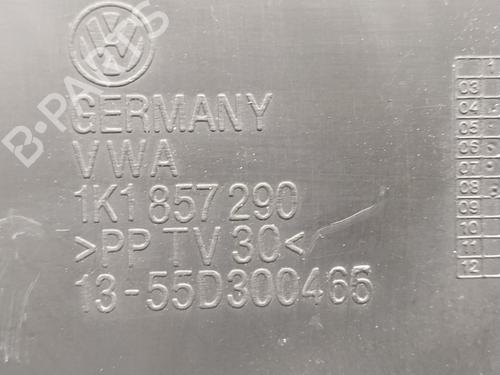 GERMANY
VWA
1K1 857 290
>PP TV 30<
13-55D300465
1
03
04
05
06
07
08
09
10
11
12
B-PARTS